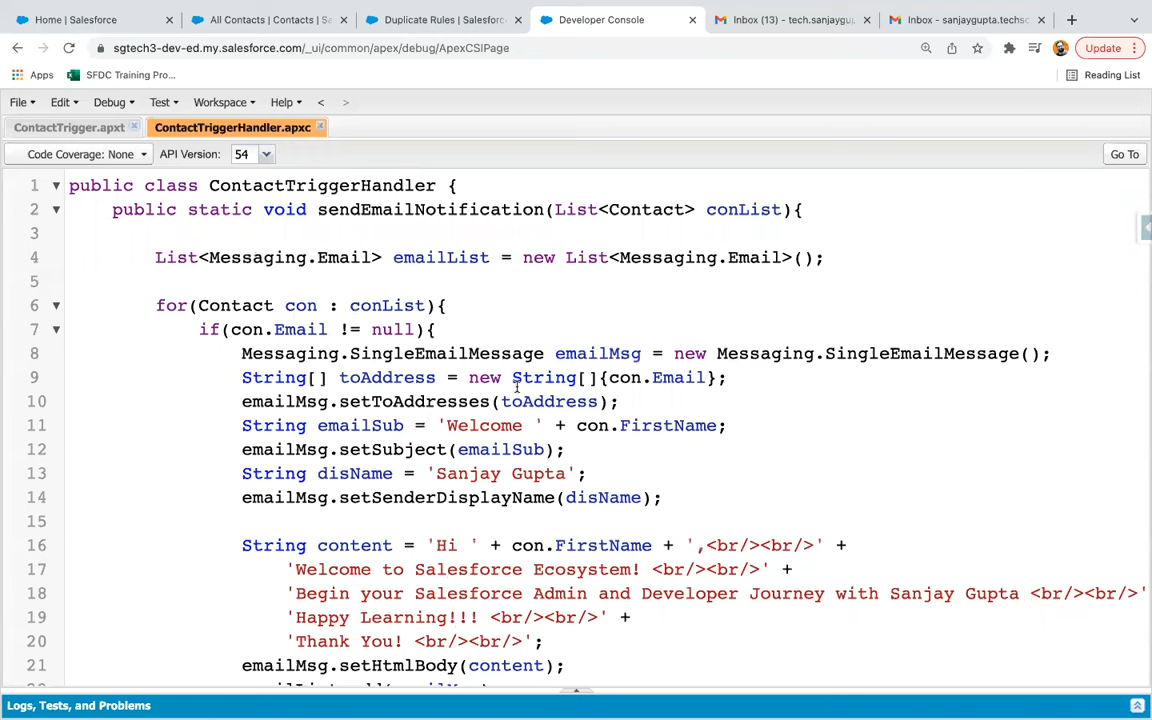 Home | Salesforce
All Contacts | Contacts | Sa
Duplicate Rules | Salesforc
Developer Console
Inbox (13) - tech.sanjaygu
Inbox - sanjaygupta.techsc
sgtech3-dev-ed.my.salesforce.com/_ui/common/apex/debug/ApexCSIPage
Update
Apps
SFDC Training Pro...
Reading List
File Edit Debug Test Workspace Help < >
ContactTrigger.apxt
ContactTriggerHandler.apxc
Code Coverage: None API Version: 54 Go To
1 public class ContactTriggerHandler {
2 public static void sendEmailNotification(List<Contact> conList){
3
4 List<Messaging.Email> emailList = new List<Messaging.Email>();
5
6 for(Contact con : conList){
7 if(con.Email != null){
8 Messaging.SingleEmailMessage emailMsg = new Messaging.SingleEmailMessage();
9 String[] toAddress = new String[]{con.Email};
10 emailMsg.setToAddresses(toAddress);
11 String emailSub = 'Welcome ' + con.FirstName;
12 emailMsg.setSubject(emailSub);
13 String disName = 'Sanjay Gupta';
14 emailMsg.setSenderDisplayName(disName);
15
16 String content = 'Hi ' + con.FirstName + ',<br/><br/>' +
17 'Welcome to Salesforce Ecosystem! <br/><br/>' +
18 'Begin your Salesforce Admin and Developer Journey with Sanjay Gupta <br/><br/>'
19 'Happy Learning!!! <br/><br/>' +
20 'Thank You! <br/><br/>';
21 emailMsg.setHtmlBody(content);
Logs, Tests, and Problems